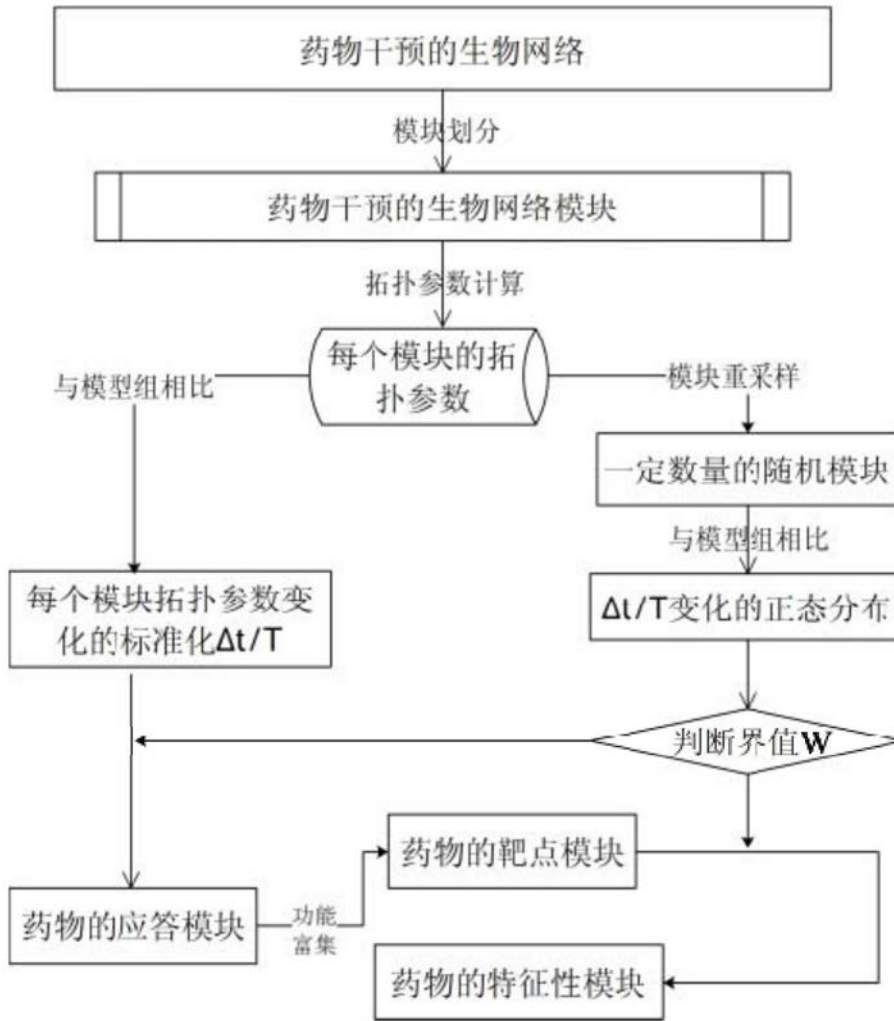 药物干预的生物网络
模块划分
药物干预的生物网络模块
拓扑参数计算
每个模块的拓
扑参数
与模型组相比
模块重采样
一定数量的随机模块
与模型组相比
每个模块拓扑参数变
化的标准化Δt/T
Δt/T变化的正态分布
判断界值W
药物的靶点模块
药物的应答模块
功能
富集
药物的特征性模块